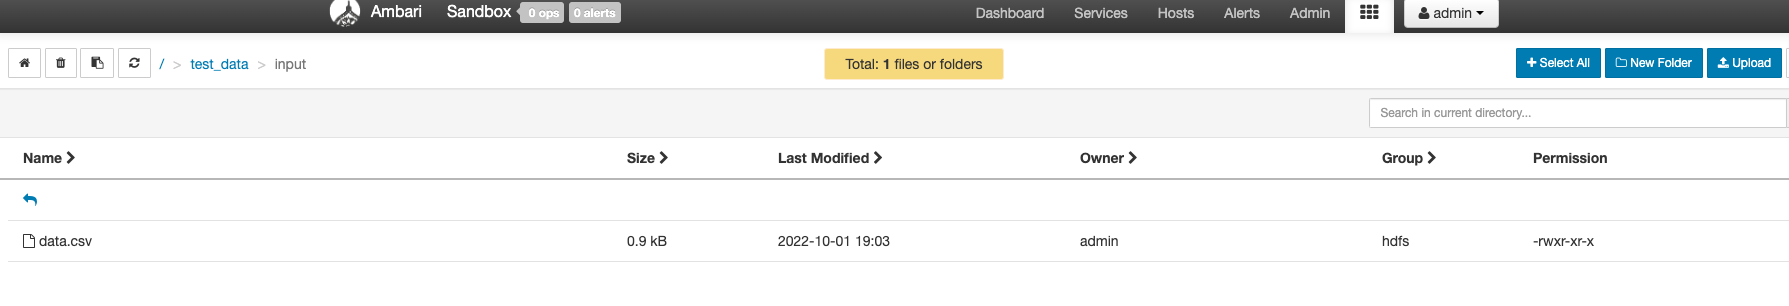 Ambari Sandbox 0 ops 0 alerts Dashboard Services Hosts Alerts Admin admin
/ > test_data > input Total: 1 files or folders Select All New Folder Upload
Search in current directory...
Name Size Last Modified Owner Group Permission
data.csv 0.9 kB 2022-10-01 19:03 admin hdfs -rwxr-xr-x